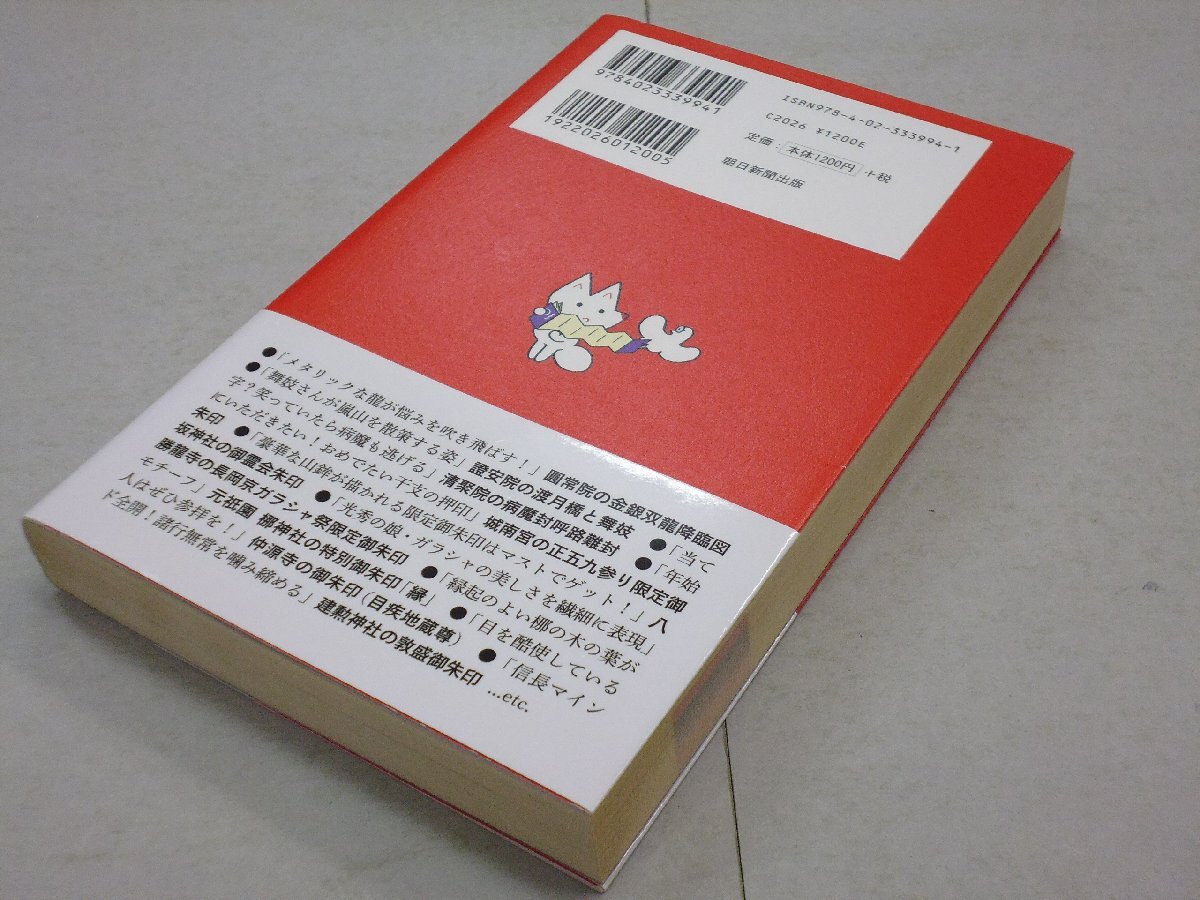 9784023339941
1922026012005
ISBN978-4-02-333994-1
C2026 ¥1200E
定価：本体1200円+税
朝日新聞出版
●「メタリックな龍が悩みを吹き飛ばす！」圓常院の金銀双龍降臨図
●「舞妓さんが嵐山を散策する姿」證安院の渡月橋と舞妓 ●「当て
字？笑っていたら病魔も逃げる」清聚院の病魔封呼路難封 ●「年始
にいただきたい！おめでたい干支の押印」城南宮の正五九参り限定御
朱印 ●「豪華な山鉾が描かれる限定御朱印はマストでゲット！」八
坂神社の御霊会朱印 ●「光秀の娘・ガラシャの美しさを繊細に表現」
勝龍寺の長岡京ガラシャ祭限定御朱印 ●「縁起のよい梛の木の葉が
モチーフ」元祇園 梛神社の特別御朱印「縁」 ●「目を酷使している
人はぜひ参拝を！」仲源寺の御朱印(目疾地蔵尊) ●「信長マイン
ド全開！諸行無常を噛み締める」建勲神社の敦盛御朱印 ...etc.